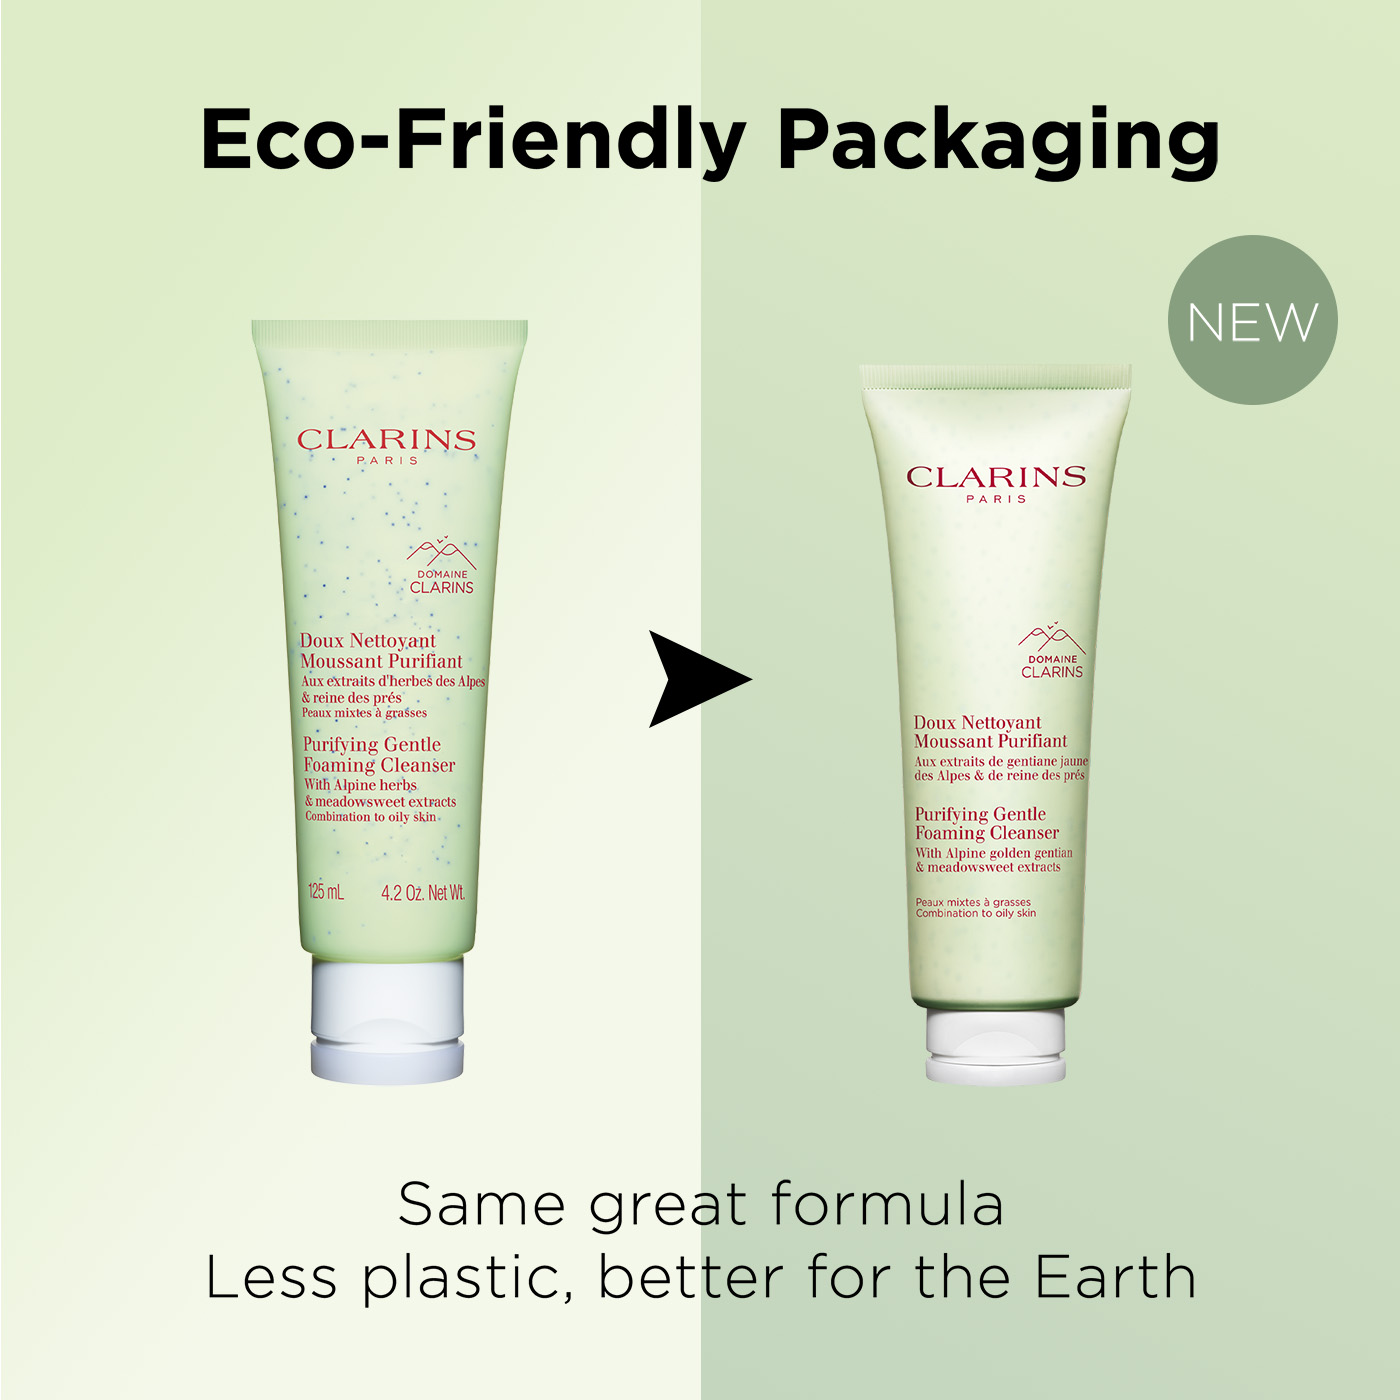 Eco-Friendly Packaging
NEW
CLARINS
PARIS
DOMAINE
CLARINS
Doux Nettoyant
Moussant Purifiant
Aux extraits d'herbes des Alpes
& reine des prés
Peaux mixtes à grasses
Purifying Gentle
Foaming Cleanser
With Alpine herbs
& meadowsweet extracts
Combination to oily skin
125 mL 4.2 Oz. Net Wt.
CLARINS
PARIS
DOMAINE
CLARINS
Doux Nettoyant
Moussant Purifiant
Aux extraits de gentiane jaune
des Alpes & de reine des prés
Purifying Gentle
Foaming Cleanser
With Alpine golden gentian
& meadowsweet extracts
Peaux mixtes à grasses
Combination to oily skin
Same great formula
Less plastic, better for the Earth